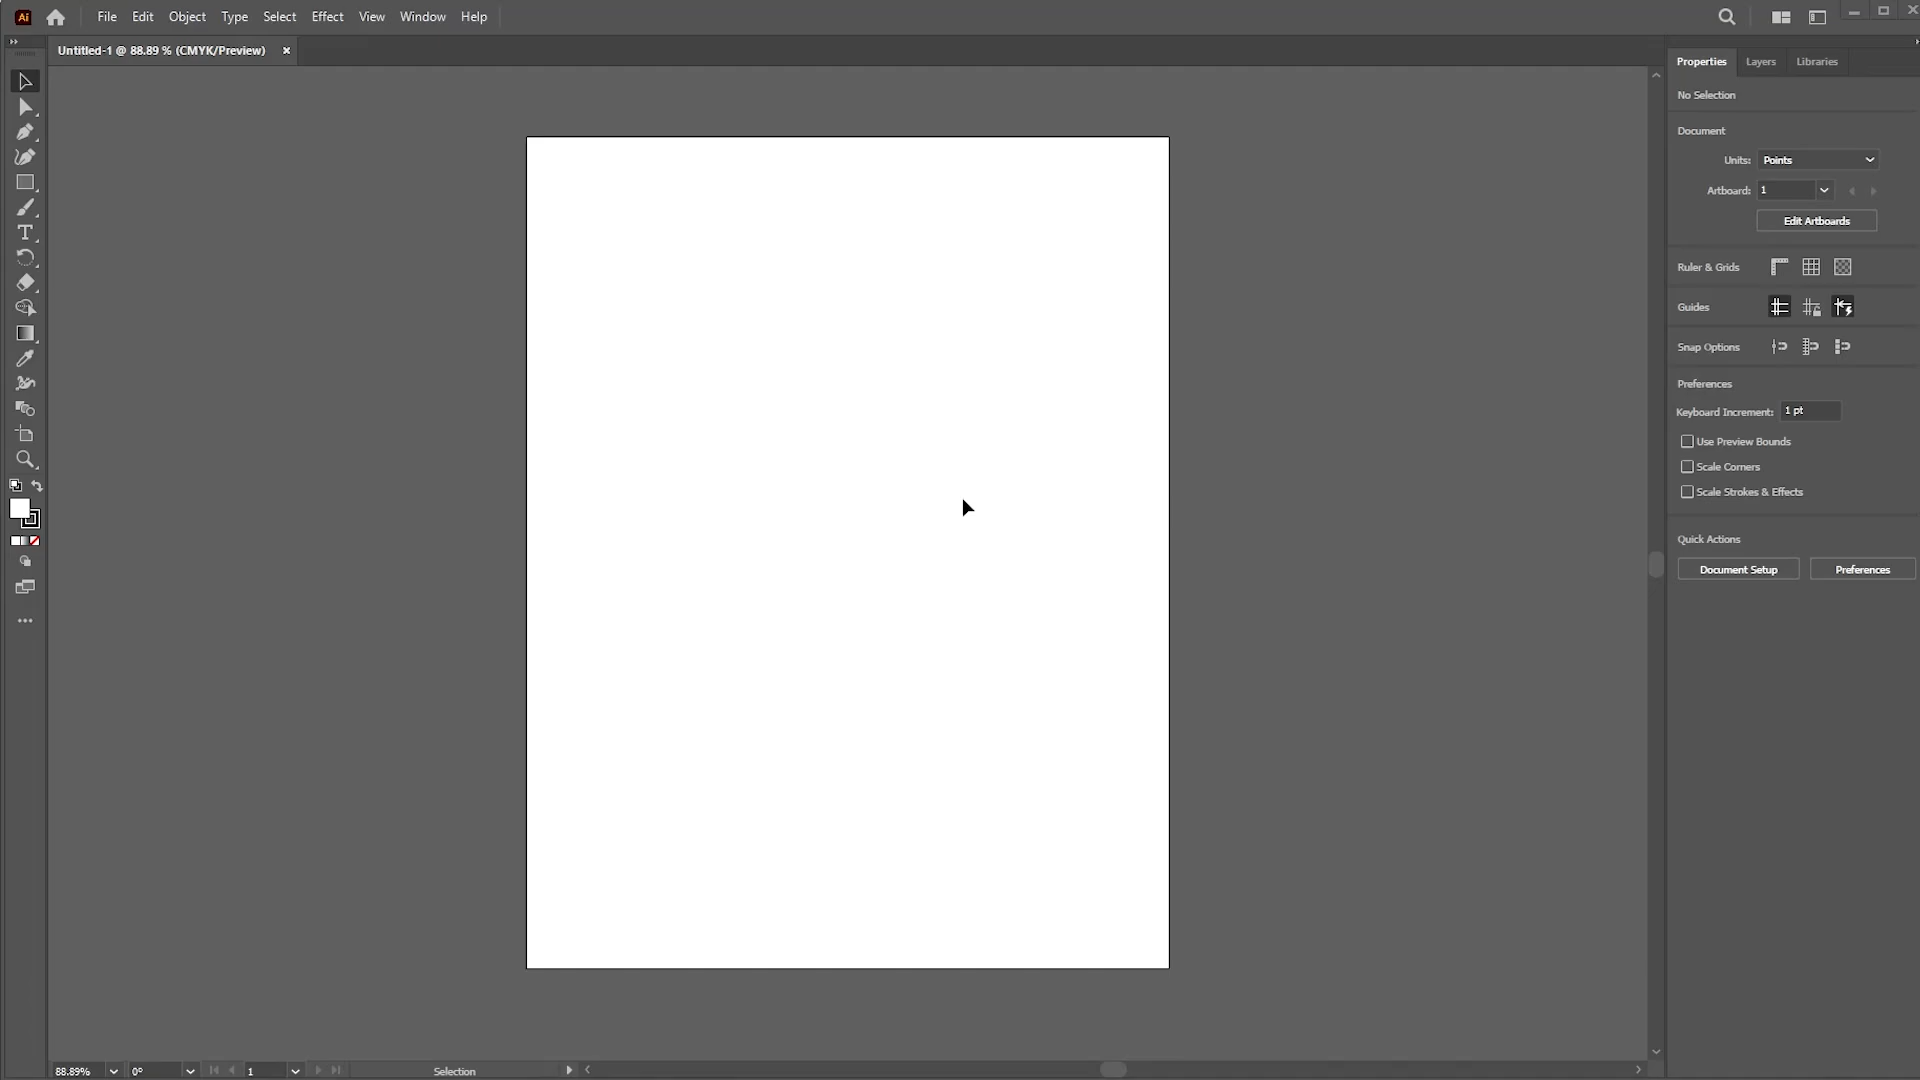 Ai File Edit Object Type Select Effect View Window Help
Untitled-1 @ 88.89 % (CMYK/Preview) ×
T
Properties Layers Libraries
No Selection
Document
Units: Points
Artboard: 1
Edit Artboards
Ruler & Grids
Guides
Snap Options
Preferences
Keyboard Increment: 1 pt
Use Preview Bounds
Scale Corners
Scale Strokes & Effects
Quick Actions
Document Setup Preferences
88.89% 0° 1 Selection